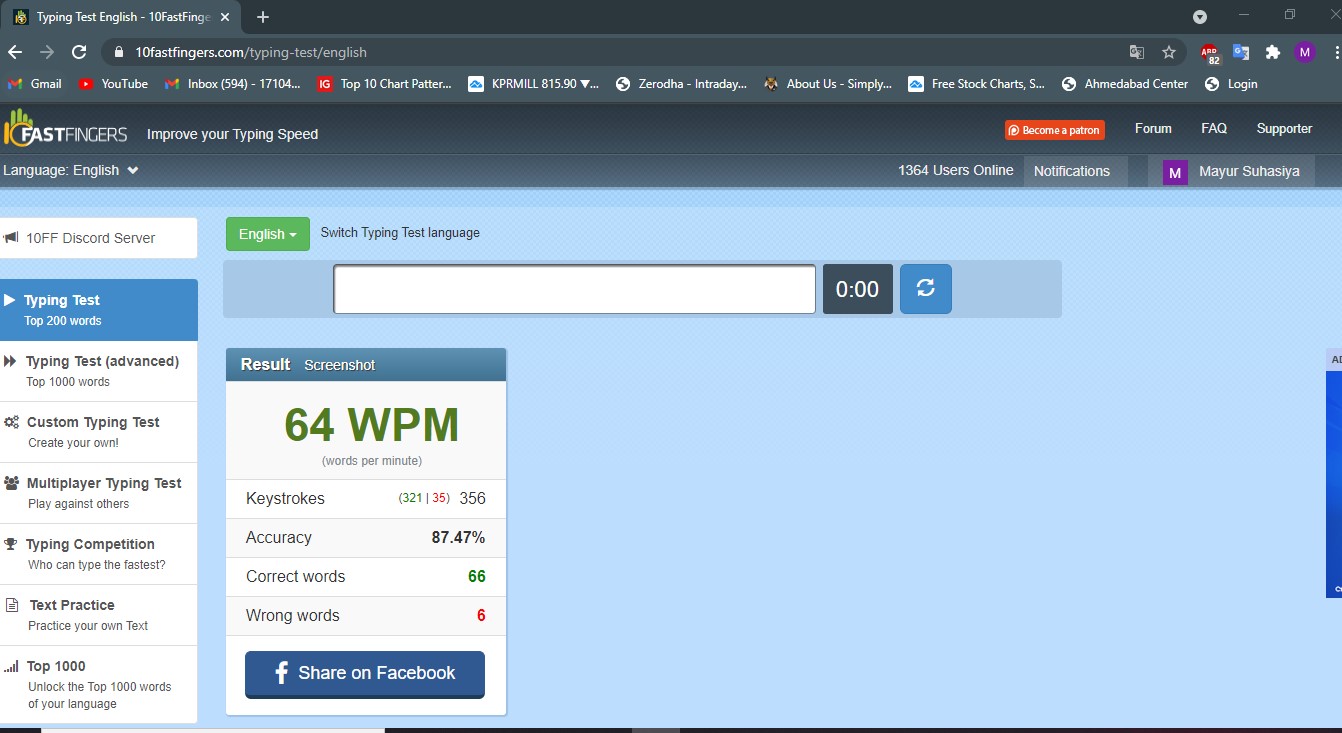 Typing Test English - 10FastFinge
10fastfingers.com/typing-test/english
82
M
Gmail YouTube Inbox (594) - 17104... IG Top 10 Chart Patter... KPRMILL 815.90 ▼... Zerodha - Intraday... About Us - Simply... Free Stock Charts, S... Ahmedabad Center Login
10FASTFINGERS Improve your Typing Speed Become a patron Forum FAQ Supporter
Language: English 1364 Users Online Notifications M Mayur Suhasiya
10FF Discord Server
English Switch Typing Test language
0:00
Typing Test
Top 200 words
Typing Test (advanced)
Top 1000 words
Custom Typing Test
Create your own!
Multiplayer Typing Test
Play against others
Typing Competition
Who can type the fastest?
Text Practice
Practice your own Text
Top 1000
Unlock the Top 1000 words
of your language
Result Screenshot
64 WPM
(words per minute)
Keystrokes (321 | 35) 356
Accuracy 87.47%
Correct words 66
Wrong words 6
Share on Facebook